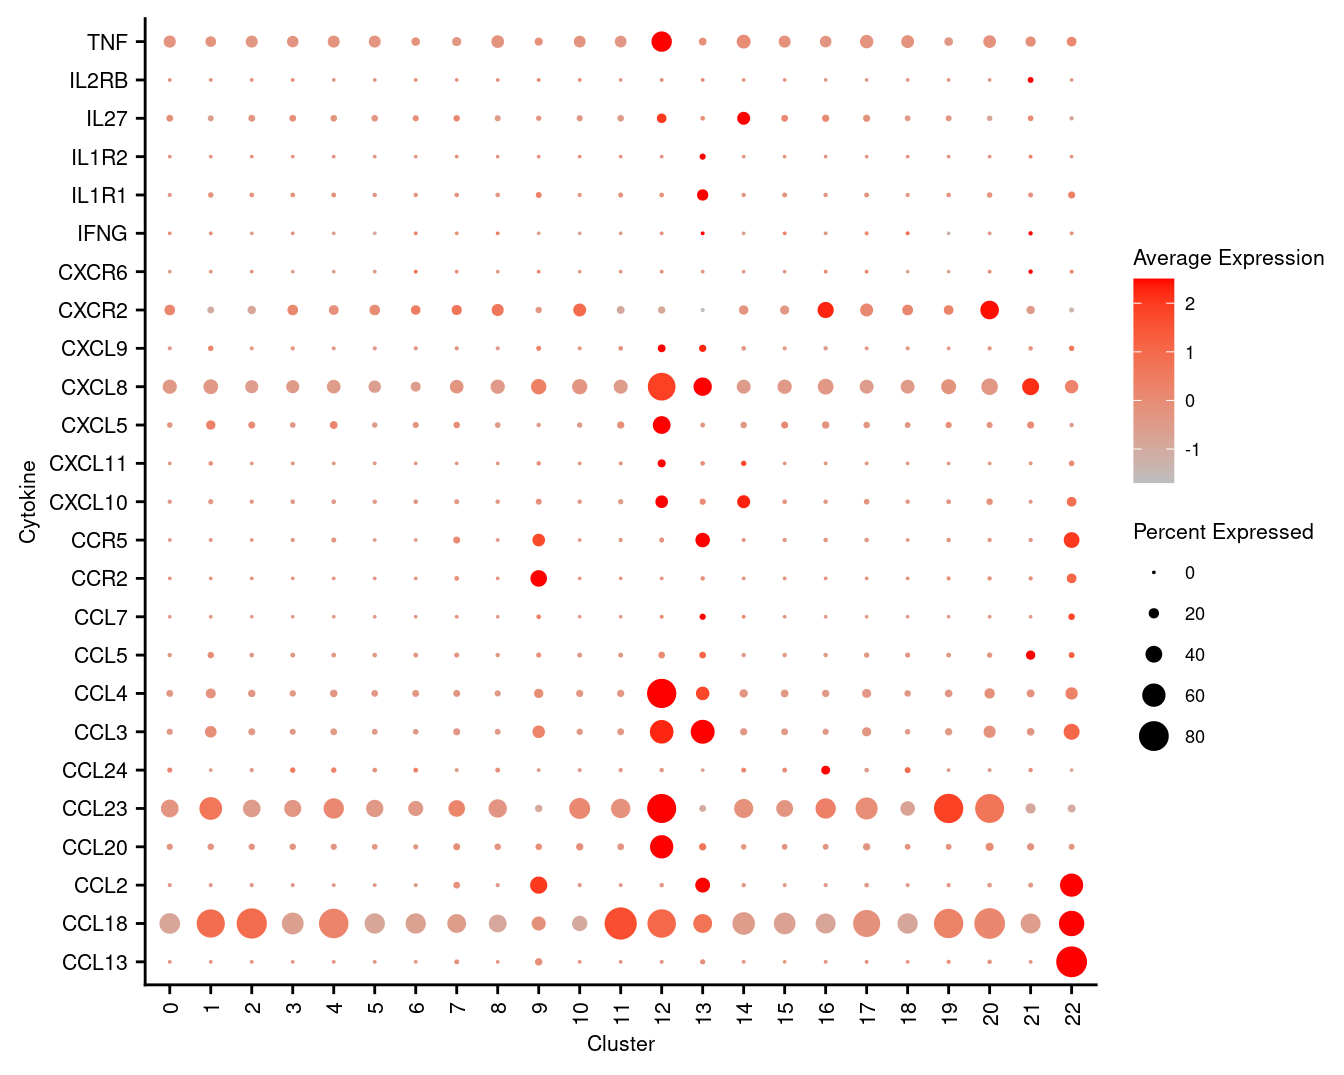 TNF
IL2RB
IL27
IL1R2
IL1R1
IFNG
CXCR6
CXCR2
CXCL9
CXCL8
CXCL5
CXCL11
CXCL10
CCR5
CCR2
CCL7
CCL5
CCL4
CCL3
CCL24
CCL23
CCL20
CCL2
CCL18
CCL13
Cytokine
0 1 2 3 4 5 6 7 8 9 10 11 12 13 14 15 16 17 18 19 20 21 22
Cluster
Average Expression
2
1
0
-1
Percent Expressed
0
20
40
60
80